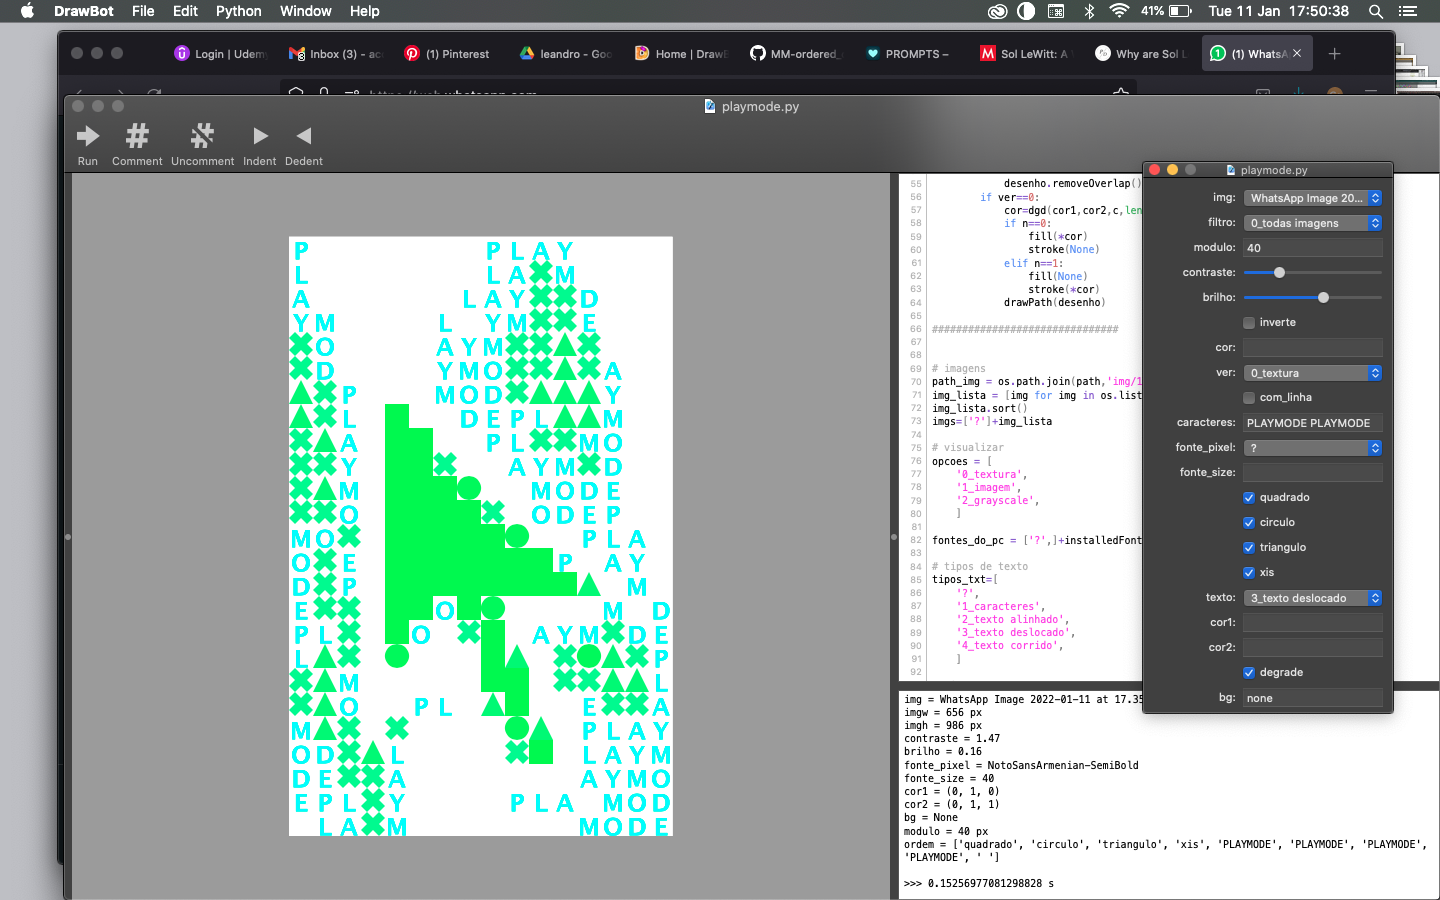 DrawBot File Edit Python Window Help 41% Tue 11 Jan 17:50:38
Login | Udem Inbox (3) - ac (1) Pinterest leandro - Goo Home | DrawB MM-ordered_ PROMPTS – Sol LeWitt: A Why are Sol L (1) WhatsA
playmode.py
Run Comment Uncomment Indent Dedent
P PLAY
L LA M
A LAY D
YM L YM E
O AYM
D YMO A
P MOD Y
L DEPL M
A PL MO
Y AYM D
M MODE
O ODEP
MO PLA
O E P AY
D P M
E O M D
PL O AYM DE
L P
M L
O PL E A
M PLAY
OD L LAYM
DE A AYMO
EPL Y PLA MOD
LA M MODE
55 desenho.removeOverlap()
56 if ver==0:
57 cor=dgd(cor1,cor2,c,len
58 if n==0:
59 fill(*cor)
60 stroke(None)
61 elif n==1:
62 fill(None)
63 stroke(*cor)
64 drawPath(desenho)
65
66 ###############################
67
68
69 # imagens
70 path_img = os.path.join(path,'img/1
71 img_lista = [img for img in os.list
72 img_lista.sort()
73 imgs=['?']+img_lista
74
75 # visualizar
76 opcoes = [
77 '0_textura',
78 '1_imagem',
79 '2_grayscale',
80 ]
81
82 fontes_do_pc = ['?',]+installedFont
83
84 # tipos de texto
85 tipos_txt=[
86 '?',
87 '1_caracteres',
88 '2_texto alinhado',
89 '3_texto deslocado',
90 '4_texto corrido',
91 ]
92
img = WhatsApp Image 2022-01-11 at 17.35
imgw = 656 px
imgh = 986 px
contraste = 1.47
brilho = 0.16
fonte_pixel = NotoSansArmenian-SemiBold
fonte_size = 40
cor1 = (0, 1, 0)
cor2 = (0, 1, 1)
bg = None
modulo = 40 px
ordem = ['quadrado', 'circulo', 'triangulo', 'xis', 'PLAYMODE', 'PLAYMODE', 'PLAYMODE',
'PLAYMODE', ' ']
>>> 0.15256977081298828 s
playmode.py
img: WhatsApp Image 20...
filtro: 0_todas imagens
modulo: 40
contraste:
brilho:
inverte
cor:
ver: 0_textura
com_linha
caracteres: PLAYMODE PLAYMODE
fonte_pixel: ?
fonte_size:
quadrado
circulo
triangulo
xis
texto: 3_texto deslocado
cor1:
cor2:
degrade
bg: none